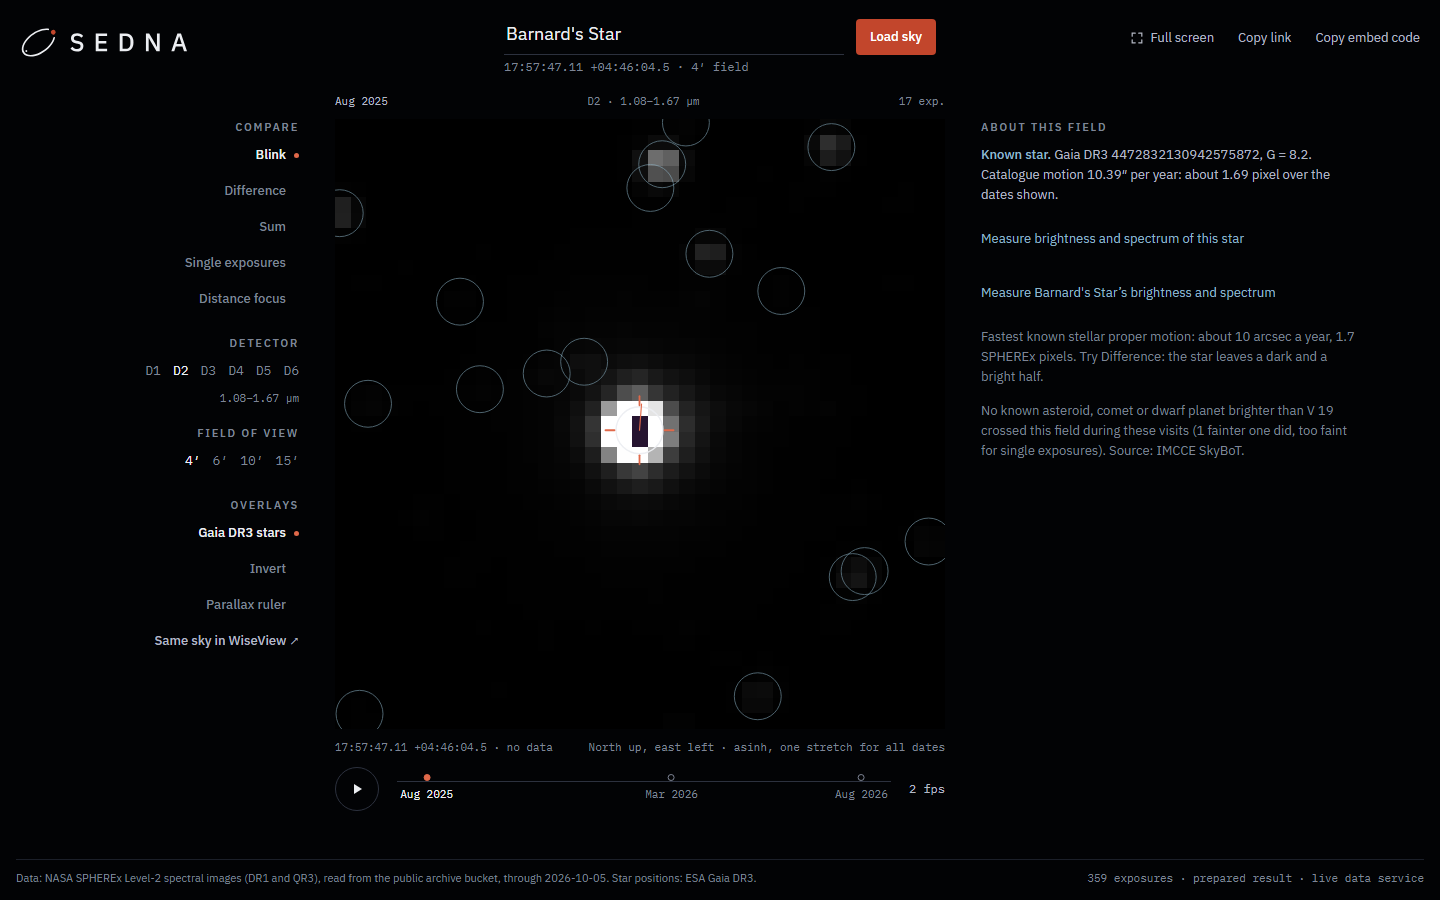 SEDNA
Barnard's Star
Load sky
Full screen
Copy link
Copy embed code
17:57:47.11 +04:46:04.5 · 4′ field
Aug 2025
D2 · 1.08–1.67 µm
17 exp.
COMPARE
Blink
Difference
Sum
Single exposures
Distance focus
DETECTOR
D1 D2 D3 D4 D5 D6
1.08–1.67 µm
FIELD OF VIEW
4′ 6′ 10′ 15′
OVERLAYS
Gaia DR3 stars
Invert
Parallax ruler
Same sky in WiseView ↗
ABOUT THIS FIELD
Known star. Gaia DR3 4472832130942575872, G = 8.2.
Catalogue motion 10.39″ per year: about 1.69 pixel over the
dates shown.
Measure brightness and spectrum of this star
Measure Barnard's Star’s brightness and spectrum
Fastest known stellar proper motion: about 10 arcsec a year, 1.7
SPHEREx pixels. Try Difference: the star leaves a dark and a
bright half.
No known asteroid, comet or dwarf planet brighter than V 19
crossed this field during these visits (1 fainter one did, too faint
for single exposures). Source: IMCCE SkyBoT.
17:57:47.11 +04:46:04.5 · no data
North up, east left · asinh, one stretch for all dates
Aug 2025
Mar 2026
Aug 2026
2 fps
Data: NASA SPHEREx Level-2 spectral images (DR1 and QR3), read from the public archive bucket, through 2026-10-05. Star positions: ESA Gaia DR3.
359 exposures · prepared result · live data service